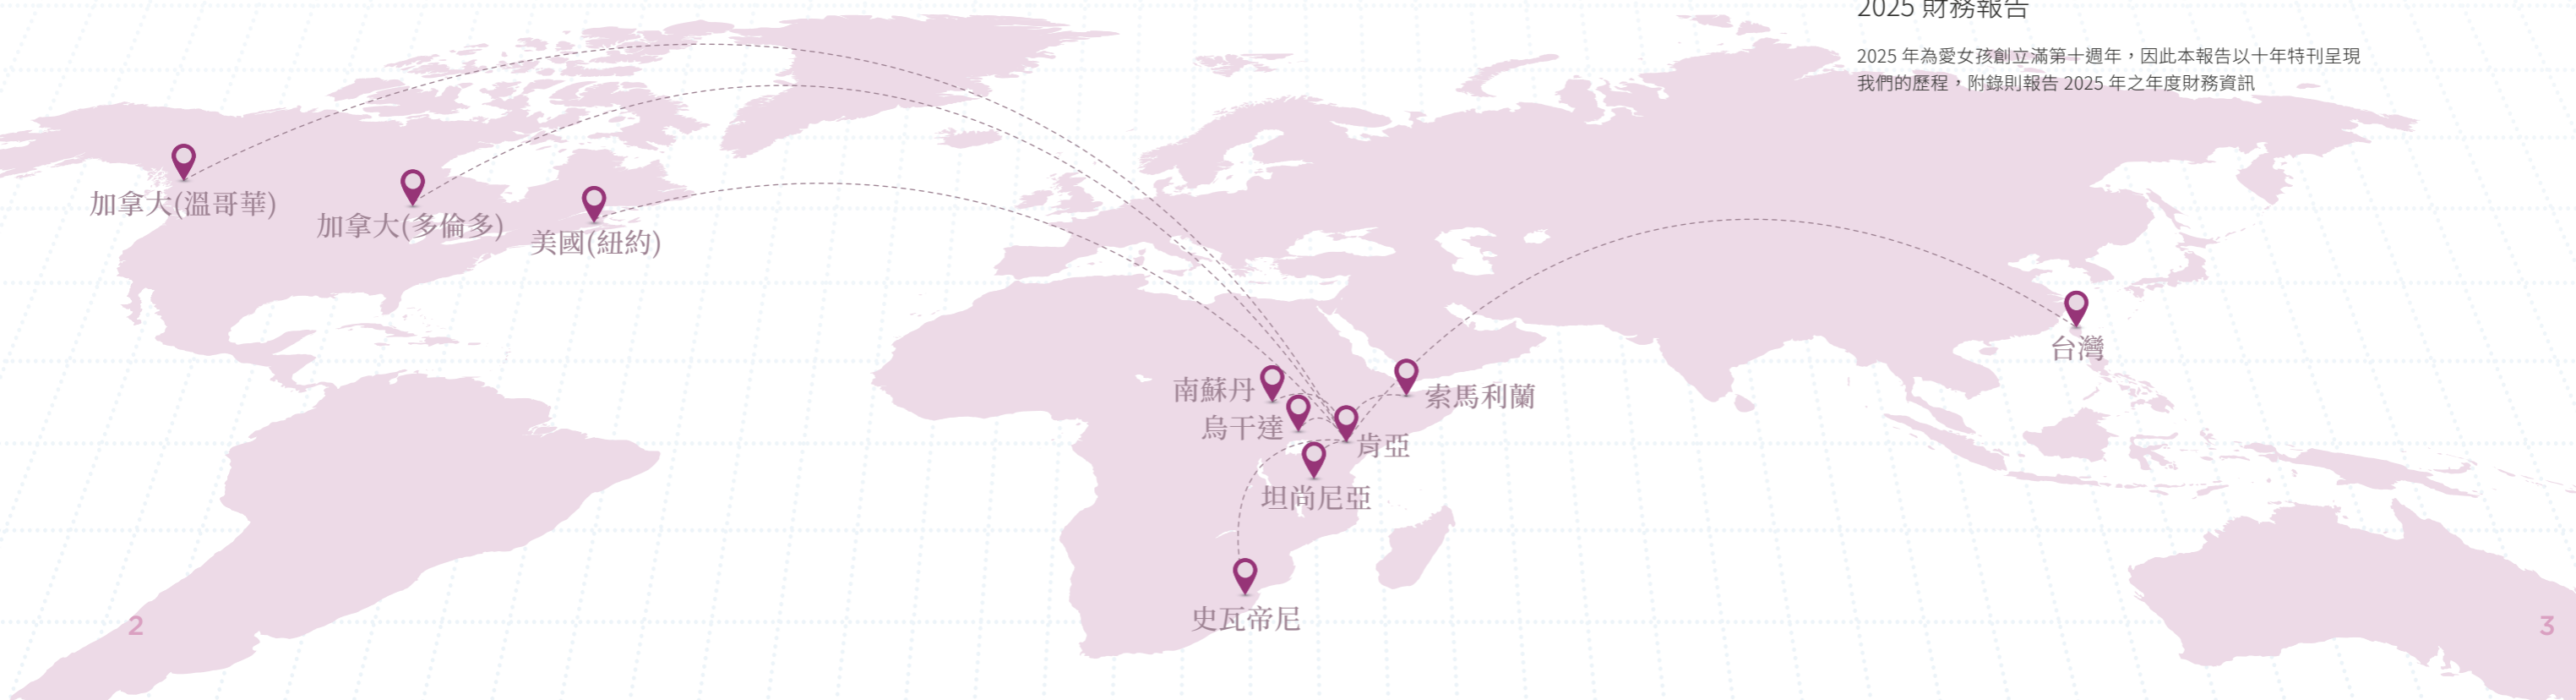 2025 財務報告
2025 年為愛女孩創立滿第十週年，因此本報告以十年特刊呈現
我們的歷程，附錄則報告 2025 年之年度財務資訊
加拿大(溫哥華)
加拿大(多倫多)
美國(紐約)
台灣
南蘇丹
索馬利蘭
烏干達
肯亞
坦尚尼亞
史瓦帝尼
2
3